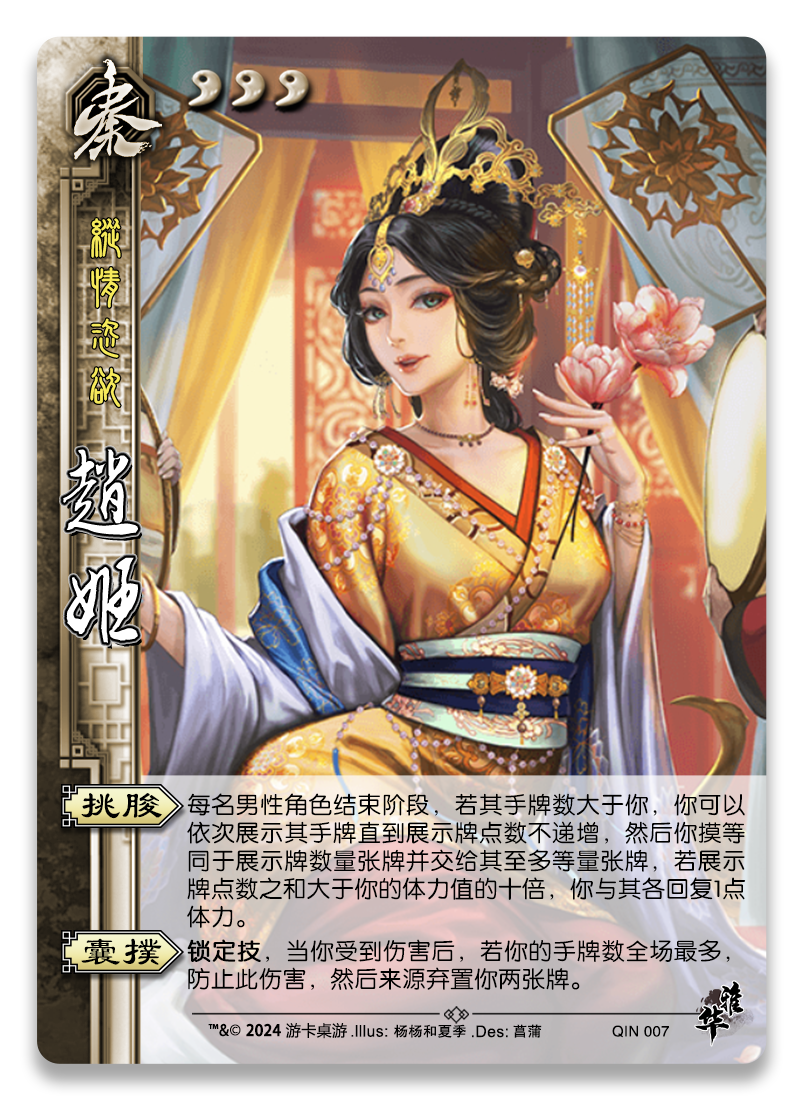 秦
縱情恣欲
趙姬
挑朘
每名男性角色结束阶段，若其手牌数大于你，你可以
依次展示其手牌直到展示牌点数不递增，然后你摸等
同于展示牌数量张牌并交给其至多等量张牌，若展示
牌点数之和大于你的体力值的十倍，你与其各回复1点
体力。
囊撲
锁定技，当你受到伤害后，若你的手牌数全场最多，
防止此伤害，然后来源弃置你两张牌。
™&© 2024 游卡桌游 .Illus: 杨杨和夏季 .Des: 菖蒲
QIN 007
雅华